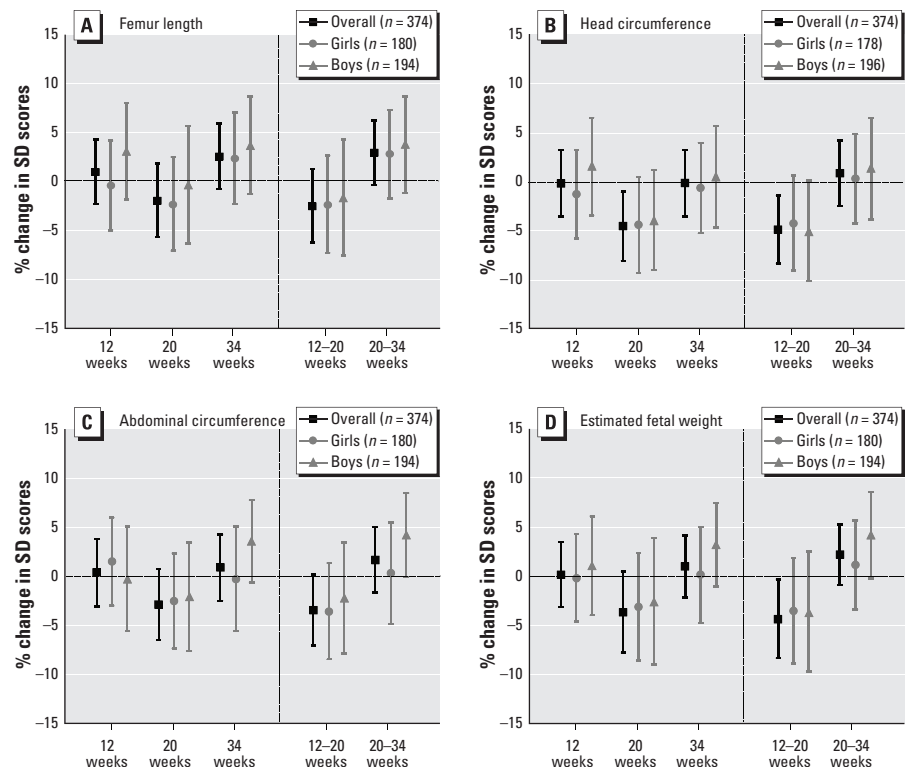 A
Femur length
Overall (n = 374)
Girls (n = 180)
Boys (n = 194)
% change in SD scores
15
10
5
0
–5
–10
–15
12 weeks
20 weeks
34 weeks
12–20 weeks
20–34 weeks
B
Head circumference
Overall (n = 374)
Girls (n = 178)
Boys (n = 196)
% change in SD scores
15
10
5
0
–5
–10
–15
12 weeks
20 weeks
34 weeks
12–20 weeks
20–34 weeks
C
Abdominal circumference
Overall (n = 374)
Girls (n = 180)
Boys (n = 194)
% change in SD scores
15
10
5
0
–5
–10
–15
12 weeks
20 weeks
34 weeks
12–20 weeks
20–34 weeks
D
Estimated fetal weight
Overall (n = 374)
Girls (n = 180)
Boys (n = 194)
% change in SD scores
15
10
5
0
–5
–10
–15
12 weeks
20 weeks
34 weeks
12–20 weeks
20–34 weeks